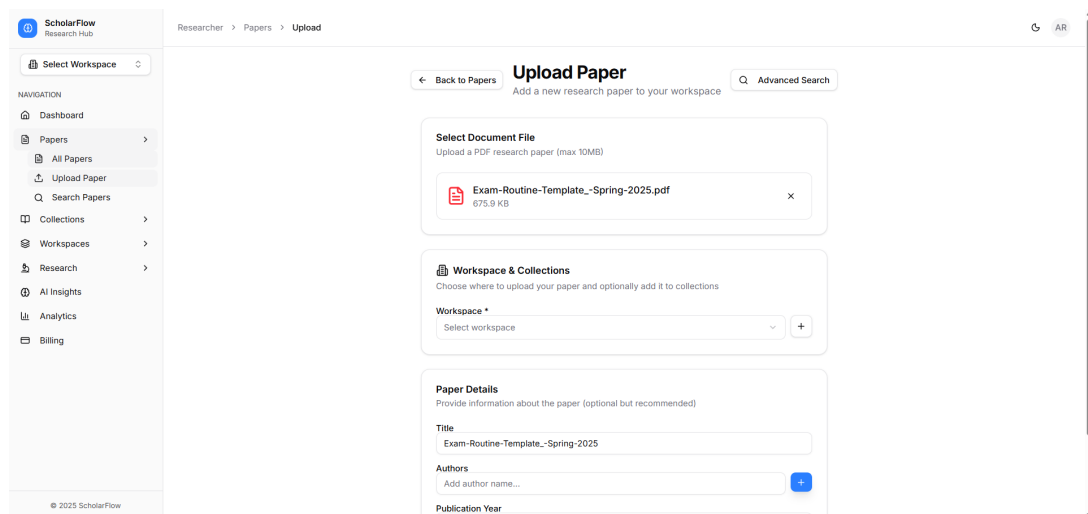 ScholarFlow
Research Hub
Select Workspace
NAVIGATION
Dashboard
Papers
All Papers
Upload Paper
Search Papers
Collections
Workspaces
Research
AI Insights
Analytics
Billing
© 2025 ScholarFlow
Researcher > Papers > Upload
AR
Back to Papers
Upload Paper
Add a new research paper to your workspace
Advanced Search
Select Document File
Upload a PDF research paper (max 10MB)
Exam-Routine-Template_-Spring-2025.pdf
675.9 KB
Workspace & Collections
Choose where to upload your paper and optionally add it to collections
Workspace *
Select workspace
Paper Details
Provide information about the paper (optional but recommended)
Title
Exam-Routine-Template_-Spring-2025
Authors
Add author name...
Publication Year